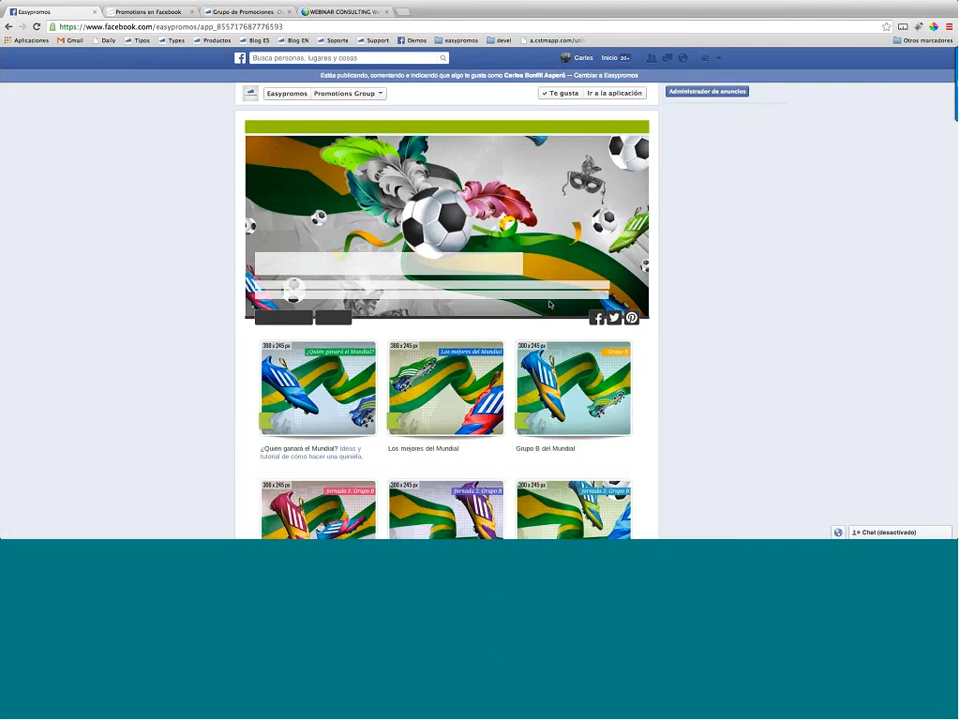 Easypromos
Promotions en Facebook
Grupo de Promociones:
WEBINAR CONSULTING
https://www.facebook.com/easypromos/app_855717687776593
Aplicaciones
Gmail
Daily
Tipos
Types
Productos
Blog ES
Blog EN
Soporte
Support
Demos
easypromos
devel
a.cstmapp.com/util
Otros marcadores
Busca personas, lugares y cosas
Carles
Inicio 20+
Estás publicando, comentando e indicando que algo te gusta como Carles Bonfill Asperó — Cambiar a Easypromos
Easypromos
Promotions Group
Te gusta
Ir a la aplicación
Administrador de anuncios
300 x 245 px
¿Quién ganará el Mundial?
300 x 245 px
Los mejores del Mundial
300 x 245 px
Grupo B
¿Quién ganará el Mundial? Ideas y
tutorial de cómo hacer una quiniela.
Los mejores del Mundial
Grupo B del Mundial
300 x 245 px
Jornada 1. Grupo B
300 x 245 px
Jornada 2. Grupo B
300 x 245 px
Jornada 3. Grupo B
Chat (desactivado)